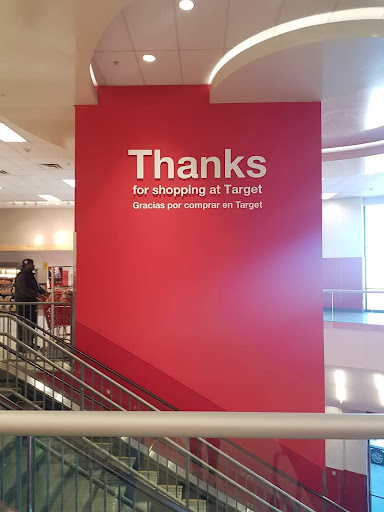 Thanks
for shopping at Target
Gracias por comprar en Target